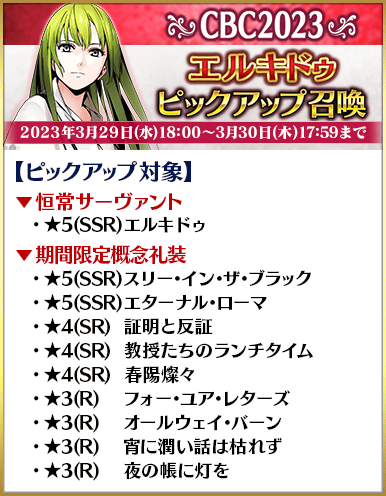 CBC2023
エルキドゥ
ピックアップ召喚
2023年3月29日(水)18:00～3月30日(木)17:59まで
【ピックアップ対象】
▼恒常サーヴァント
・★5(SSR)エルキドゥ
▼期間限定概念礼装
・★5(SSR)スリー・イン・ザ・ブラック
・★5(SSR)エターナル・ローマ
・★4(SR) 証明と反証
・★4(SR) 教授たちのランチタイム
・★4(SR) 春陽燦々
・★3(R) フォー・ユア・レターズ
・★3(R) オールウェイ・バーン
・★3(R) 宵に潤い話は枯れず
・★3(R) 夜の帳に灯を